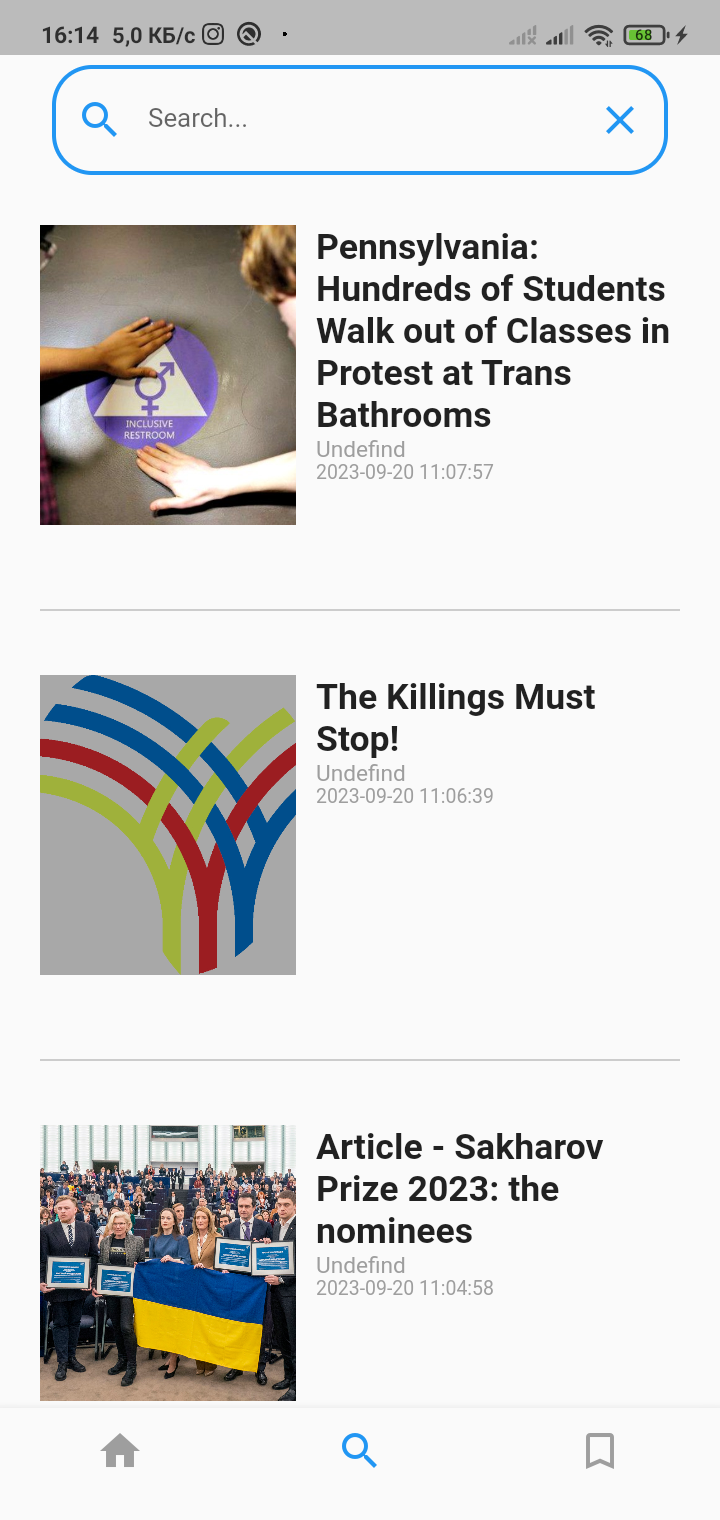 16:14 5,0 КБ/с 68
Search...
Pennsylvania:
Hundreds of Students
Walk out of Classes in
Protest at Trans
Bathrooms
Undefind
2023-09-20 11:07:57
INCLUSIVE
RESTROOM
The Killings Must
Stop!
Undefind
2023-09-20 11:06:39
Article - Sakharov
Prize 2023: the
nominees
Undefind
2023-09-20 11:04:58